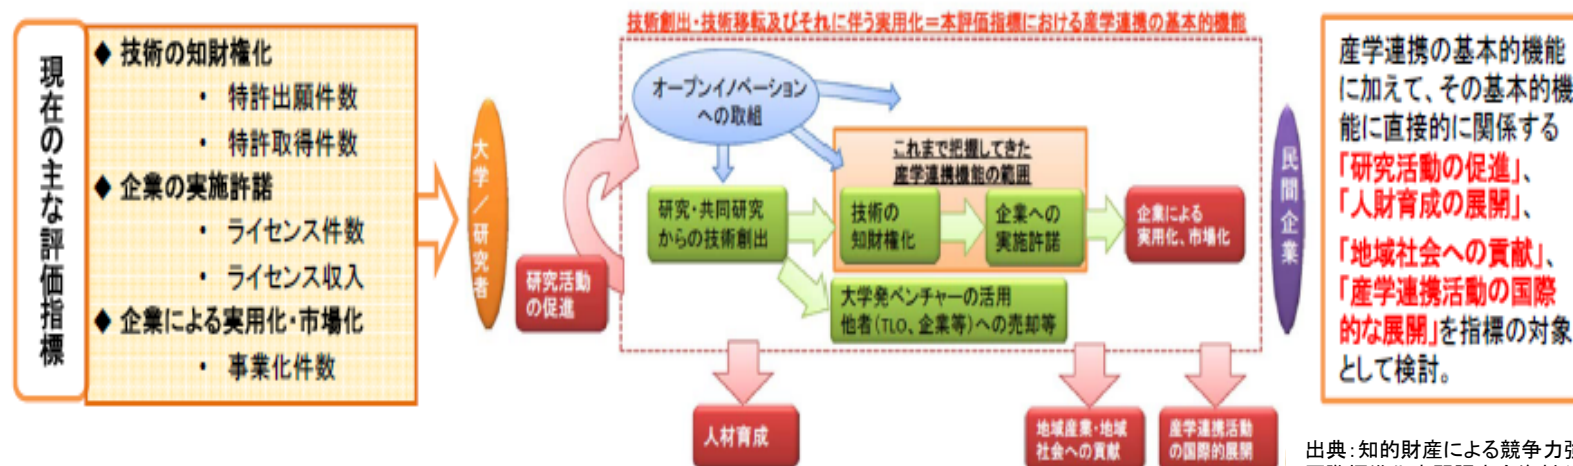 現在の主な評価指標
◆ 技術の知財権化
・ 特許出願件数
・ 特許取得件数
◆ 企業の実施許諾
・ ライセンス件数
・ ライセンス収入
◆ 企業による実用化・市場化
・ 事業化件数
大学／研究者
技術創出・技術移転及びそれに伴う実用化＝本評価指標における産学連携の基本的機能
オープンイノベーション
への取組
これまで把握してきた
産学連携機能の範囲
研究・共同研究
からの技術創出
技術の
知財権化
企業への
実施許諾
企業による
実用化、市場化
研究活動
の促進
大学発ベンチャーの活用
他者（TLO、企業等）への売却等
人材育成
地域産業・地域
社会への貢献
産学連携活動
の国際的展開
民間企業
産学連携の基本的機能
に加えて、その基本的機
能に直接的に関係する
「研究活動の促進」、
「人財育成の展開」、
「地域社会への貢献」、
「産学連携活動の国際
的な展開」を指標の対象
として検討。
出典：知的財産による競争力強